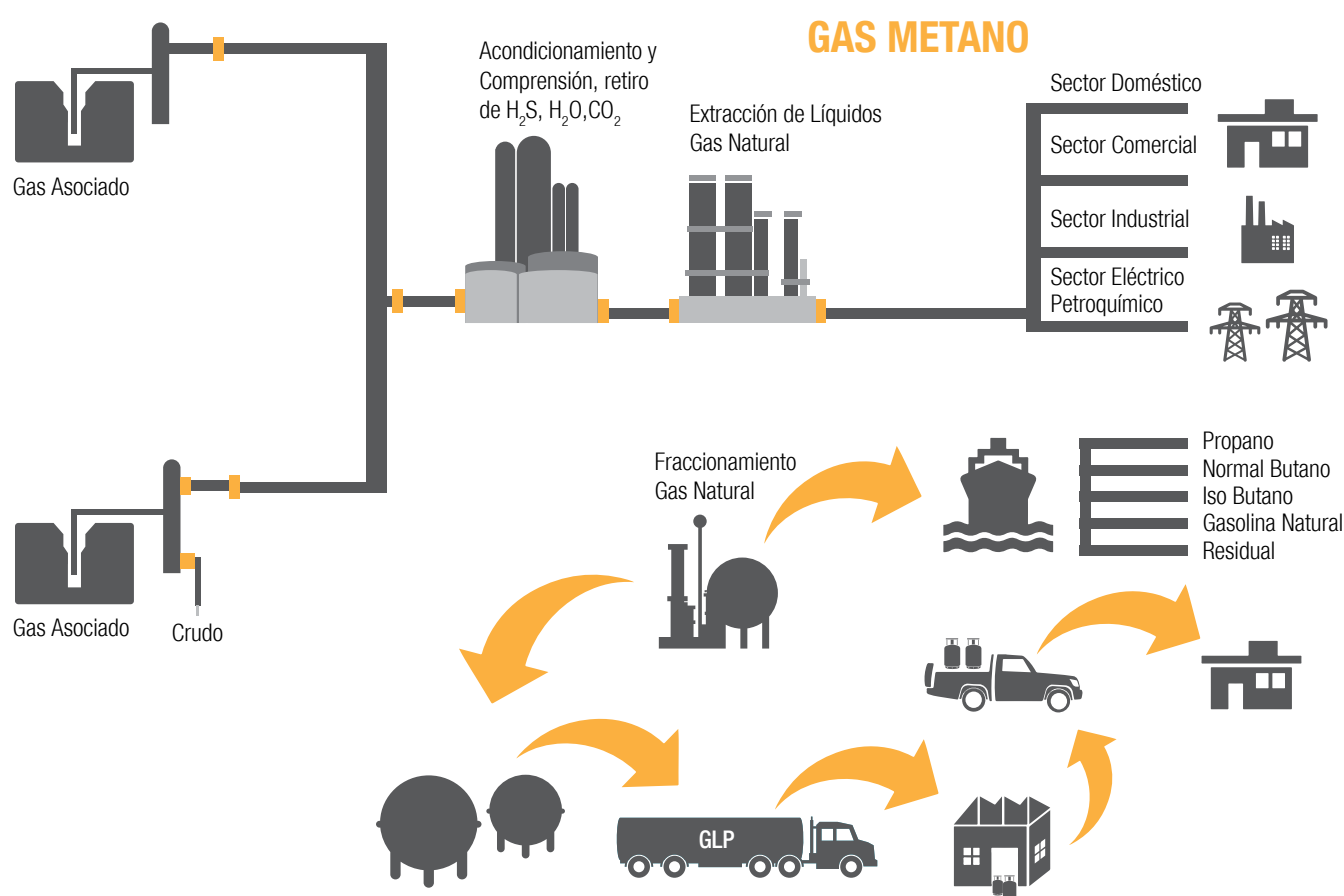 GAS METANO
Acondicionamiento y
Comprensión, retiro
de H₂S, H₂O,CO₂
Extracción de Líquidos
Gas Natural
Sector Doméstico
Sector Comercial
Sector Industrial
Sector Eléctrico
Petroquímico
Gas Asociado
Gas Asociado
Crudo
Fraccionamiento
Gas Natural
Propano
Normal Butano
Iso Butano
Gasolina Natural
Residual
GLP